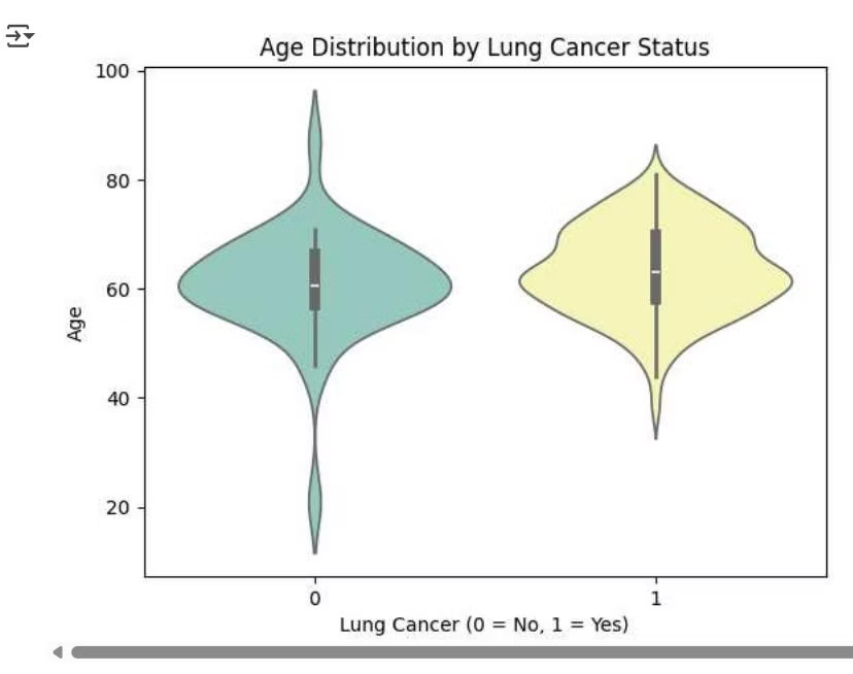 Age Distribution by Lung Cancer Status
100
80
60
40
20
Age
0 1
Lung Cancer (0 = No, 1 = Yes)